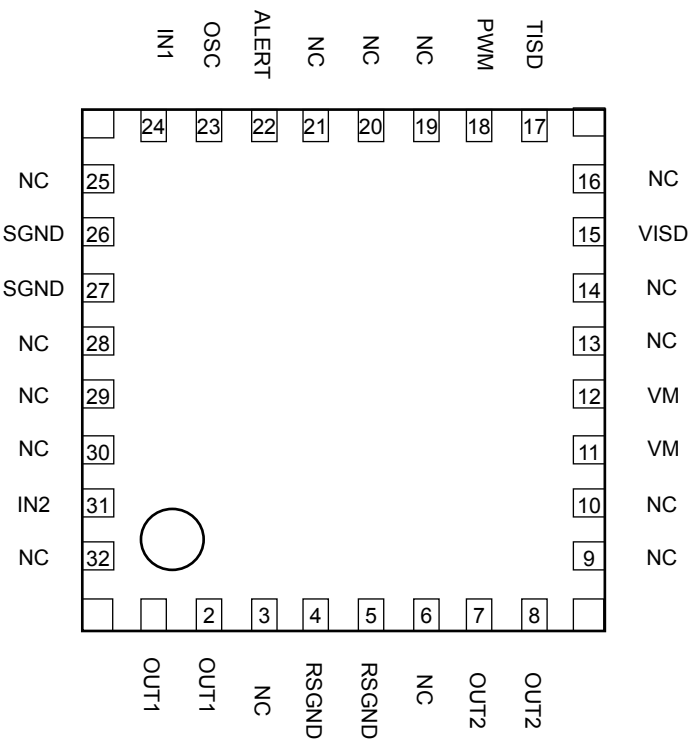 IN1 OSC ALERT NC NC NC PWM TISD
24 23 22 21 20 19 18 17
NC 25 16 NC
SGND 26 15 VISD
SGND 27 14 NC
NC 28 13 NC
NC 29 12 VM
NC 30 11 VM
IN2 31 10 NC
NC 32 9 NC
2 3 4 5 6 7 8
OUT1 OUT1 NC RSGND RSGND NC OUT2 OUT2